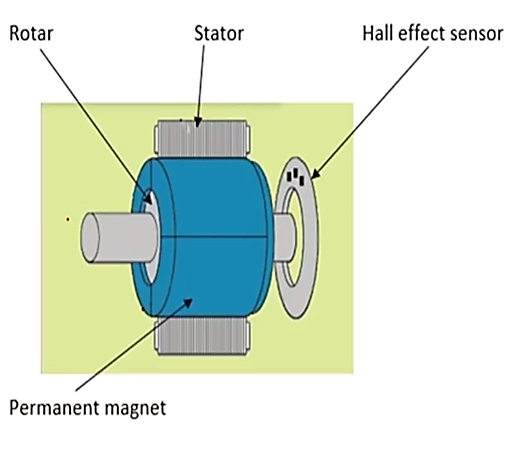 Rotar
Stator
Hall effect sensor
Permanent magnet